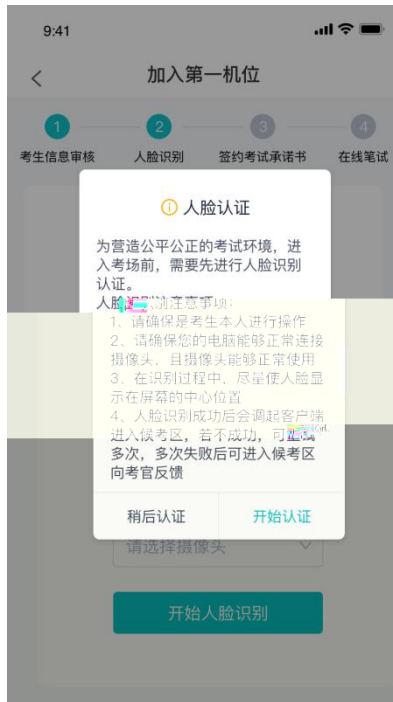 9:41
加入第一机位
1
2
3
4
考生信息审核
人脸识别
签约考试承诺书
在线笔试
人脸认证
为营造公平公正的考试环境，进
入考场前，需要先进行人脸识别
认证。
人脸识别注意事项：
1、请确保是考生本人进行操作
2、请确保您的电脑能够正常连接
摄像头，且摄像头能够正常使用
3、在识别过程中，尽量使人脸显
示在屏幕的中心位置
4、人脸识别成功后会调起客户端
进入候考区，若不成功，可
多次，多次失败后可进入候考区
向考官反馈
稍后认证
开始认证
请选择摄像头
开始人脸识别